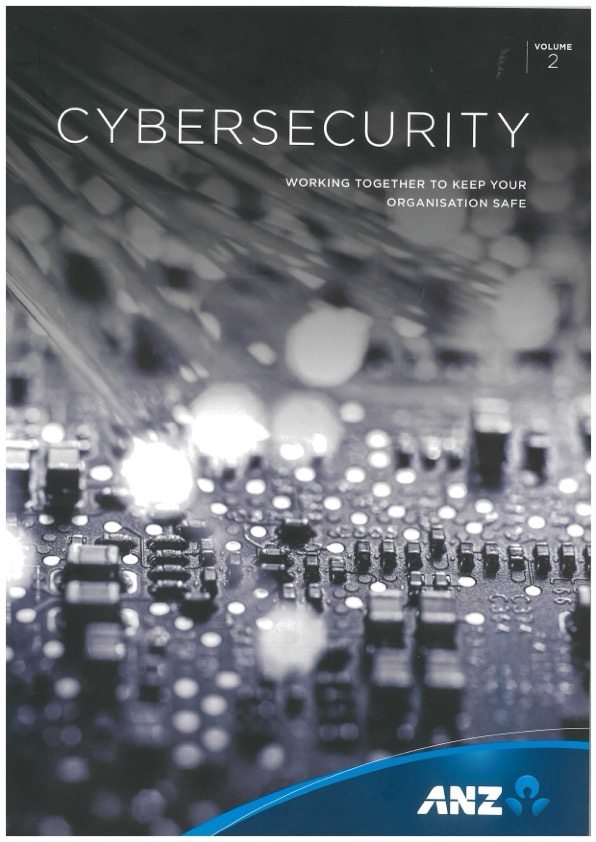 VOLUME
2
CYBERSECURITY
WORKING TOGETHER TO KEEP YOUR
ORGANISATION SAFE
ANZ